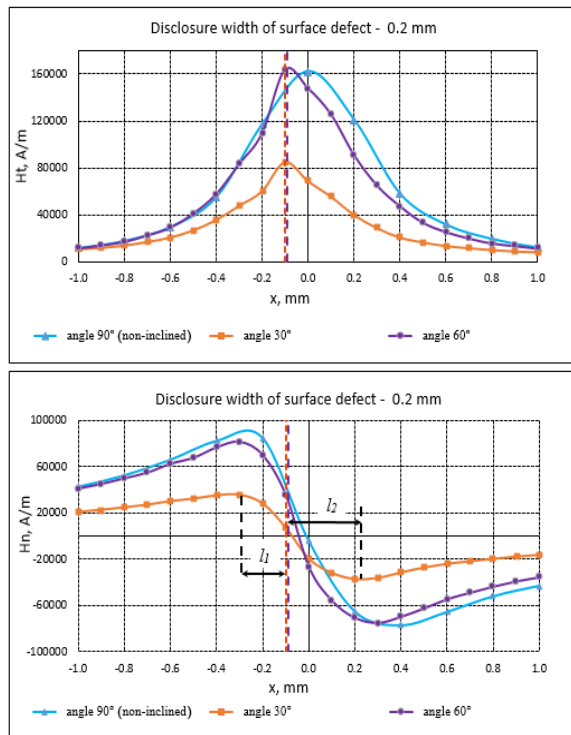 Disclosure width of surface defect - 0.2 mm
160000
120000
80000
40000
0
Ht, A/m
-1.0 -0.8 -0.6 -0.4 -0.2 0.0 0.2 0.4 0.6 0.8 1.0
x, mm
angle 90° (non-inclined) angle 30° angle 60°
Disclosure width of surface defect - 0.2 mm
100000
60000
20000
-20000
-60000
-100000
Hn, A/m
l2
l1
-1.0 -0.8 -0.6 -0.4 -0.2 0.0 0.2 0.4 0.6 0.8 1.0
x, mm
angle 90° (non-inclined) angle 30° angle 60°